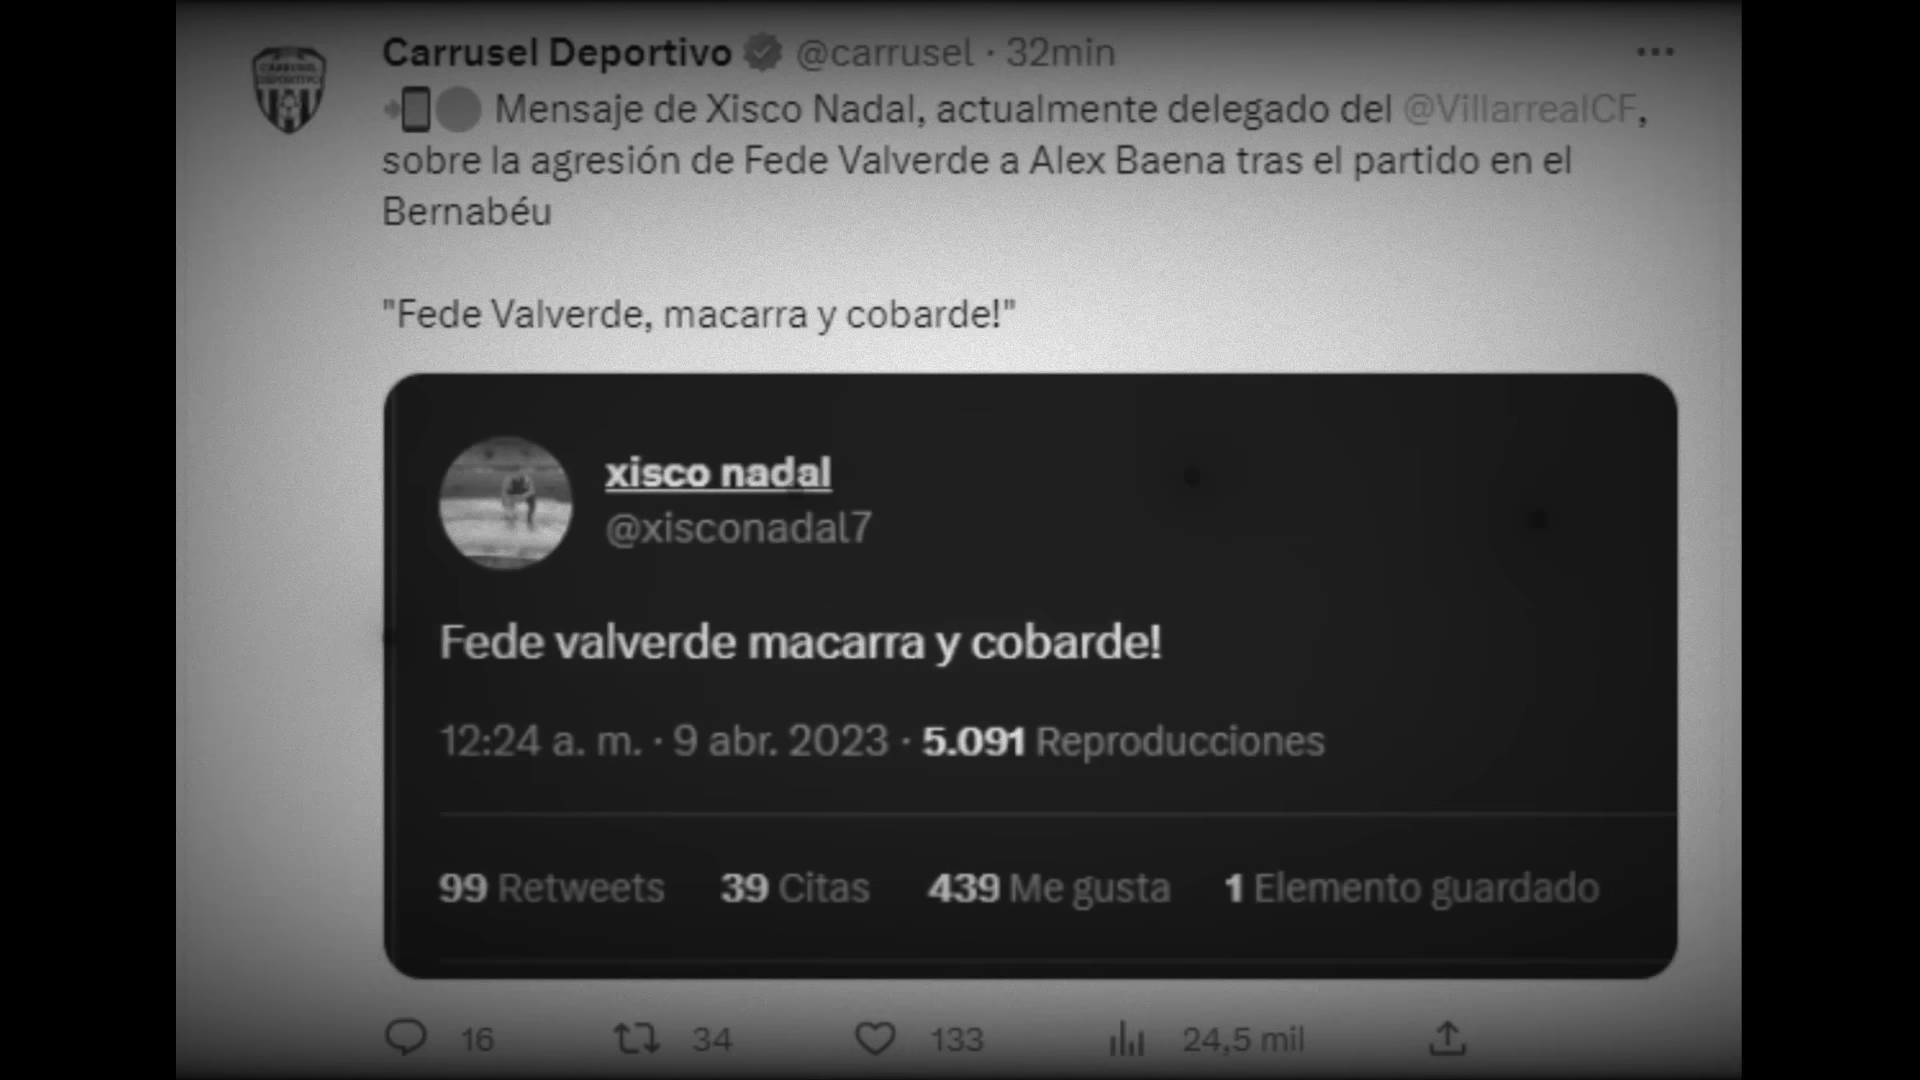 Carrusel Deportivo @carrusel · 32min
Mensaje de Xisco Nadal, actualmente delegado del @VillarrealCF,
sobre la agresión de Fede Valverde a Alex Baena tras el partido en el
Bernabéu
"Fede Valverde, macarra y cobarde!"
xisco nadal
@xisconadal7
Fede valverde macarra y cobarde!
12:24 a. m. · 9 abr. 2023 · 5.091 Reproducciones
99 Retweets 39 Citas 439 Me gusta 1 Elemento guardado
16 34 133 24,5 mil